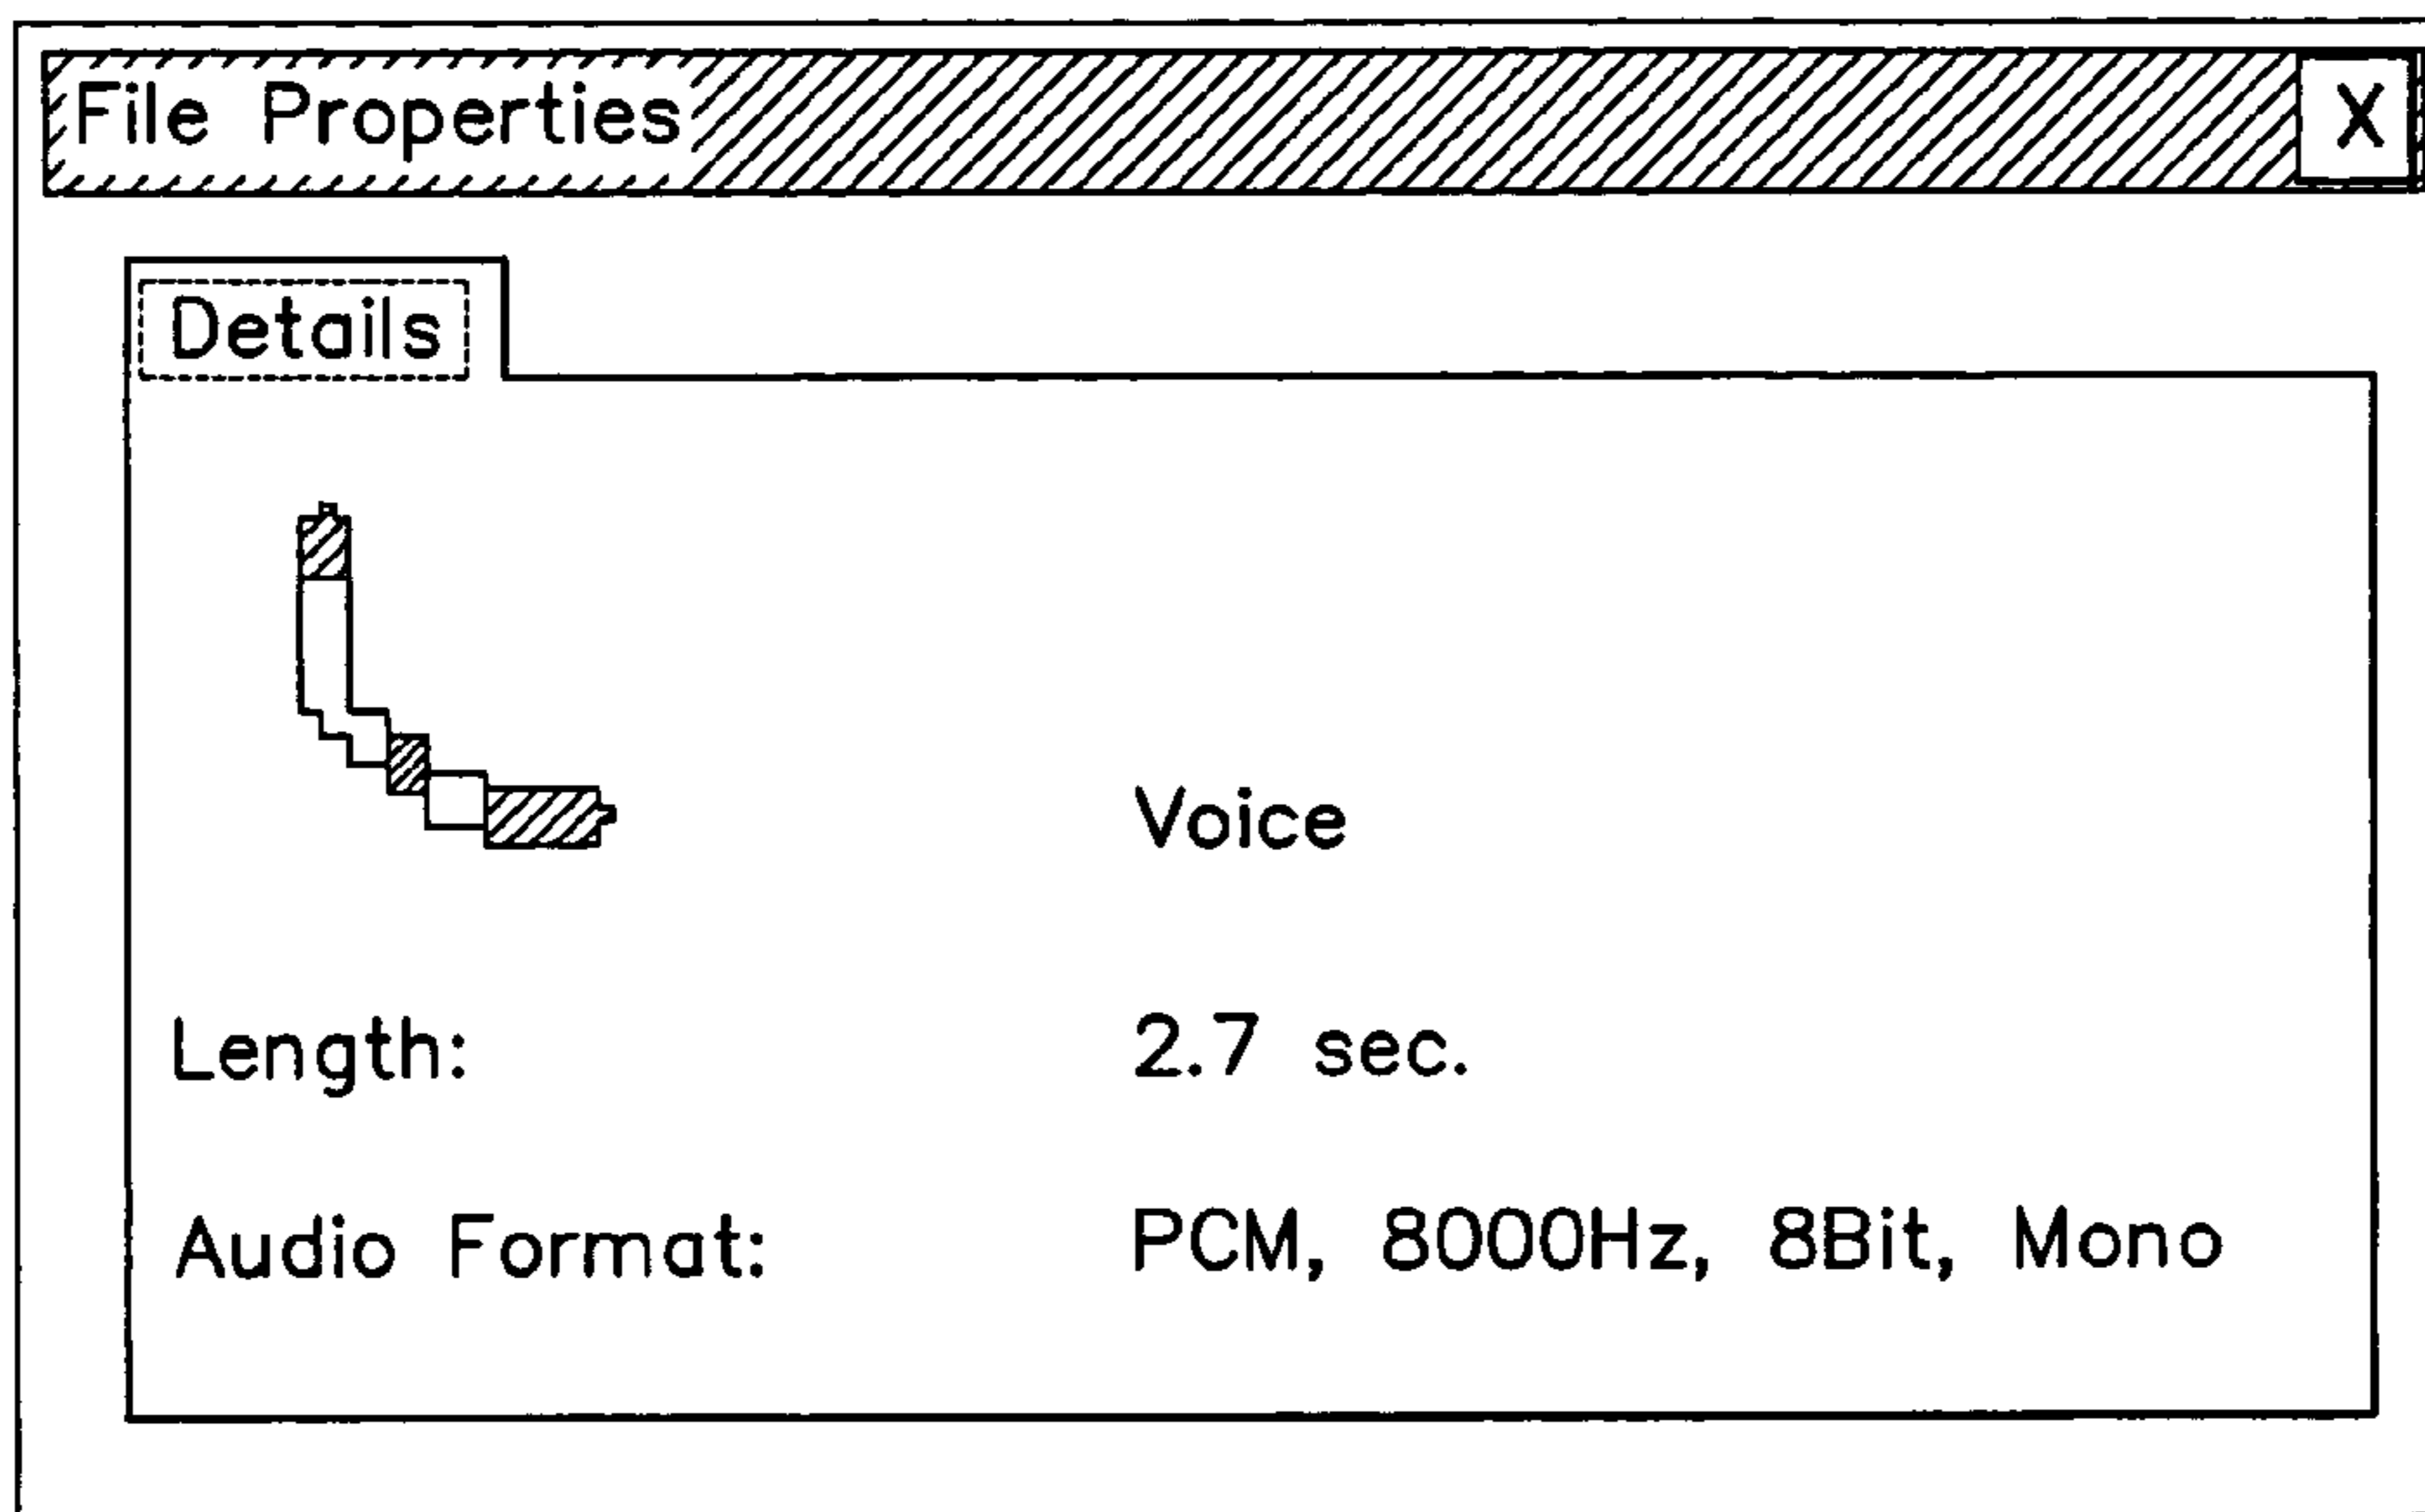 File Properties X
Details
Voice
Length: 2.7 sec.
Audio Format: PCM, 8000Hz, 8Bit, Mono